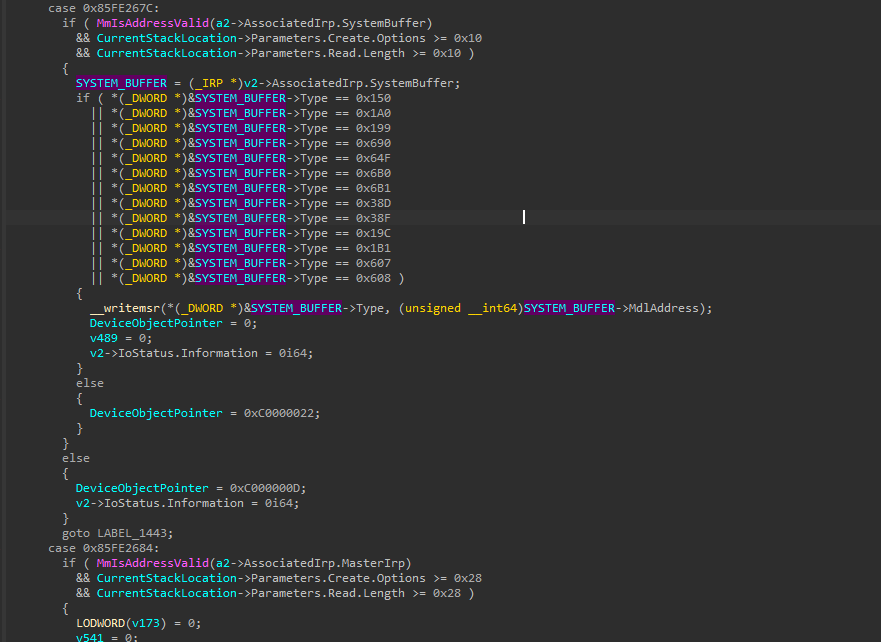 case 0x85FE267C:
if ( MmIsAddressValid(a2->AssociatedIrp.SystemBuffer)
&& CurrentStackLocation->Parameters.Create.Options >= 0x10
&& CurrentStackLocation->Parameters.Read.Length >= 0x10 )
{
SYSTEM_BUFFER = (_IRP *)v2->AssociatedIrp.SystemBuffer;
if ( *(_DWORD *)&SYSTEM_BUFFER->Type == 0x150
|| *(_DWORD *)&SYSTEM_BUFFER->Type == 0x1A0
|| *(_DWORD *)&SYSTEM_BUFFER->Type == 0x199
|| *(_DWORD *)&SYSTEM_BUFFER->Type == 0x690
|| *(_DWORD *)&SYSTEM_BUFFER->Type == 0x64F
|| *(_DWORD *)&SYSTEM_BUFFER->Type == 0x6B0
|| *(_DWORD *)&SYSTEM_BUFFER->Type == 0x6B1
|| *(_DWORD *)&SYSTEM_BUFFER->Type == 0x38D
|| *(_DWORD *)&SYSTEM_BUFFER->Type == 0x38F
|| *(_DWORD *)&SYSTEM_BUFFER->Type == 0x19C
|| *(_DWORD *)&SYSTEM_BUFFER->Type == 0x1B1
|| *(_DWORD *)&SYSTEM_BUFFER->Type == 0x607
|| *(_DWORD *)&SYSTEM_BUFFER->Type == 0x608 )
{
__writemsr(*(_DWORD *)&SYSTEM_BUFFER->Type, (unsigned __int64)SYSTEM_BUFFER->MdlAddress);
DeviceObjectPointer = 0;
v489 = 0;
v2->IoStatus.Information = 0i64;
}
else
{
DeviceObjectPointer = 0xC0000022;
}
}
else
{
DeviceObjectPointer = 0xC000000D;
v2->IoStatus.Information = 0i64;
}
goto LABEL_1443;
case 0x85FE2684:
if ( MmIsAddressValid(a2->AssociatedIrp.MasterIrp)
&& CurrentStackLocation->Parameters.Create.Options >= 0x28
&& CurrentStackLocation->Parameters.Read.Length >= 0x28 )
{
LODWORD(v173) = 0;
v541 = 0;